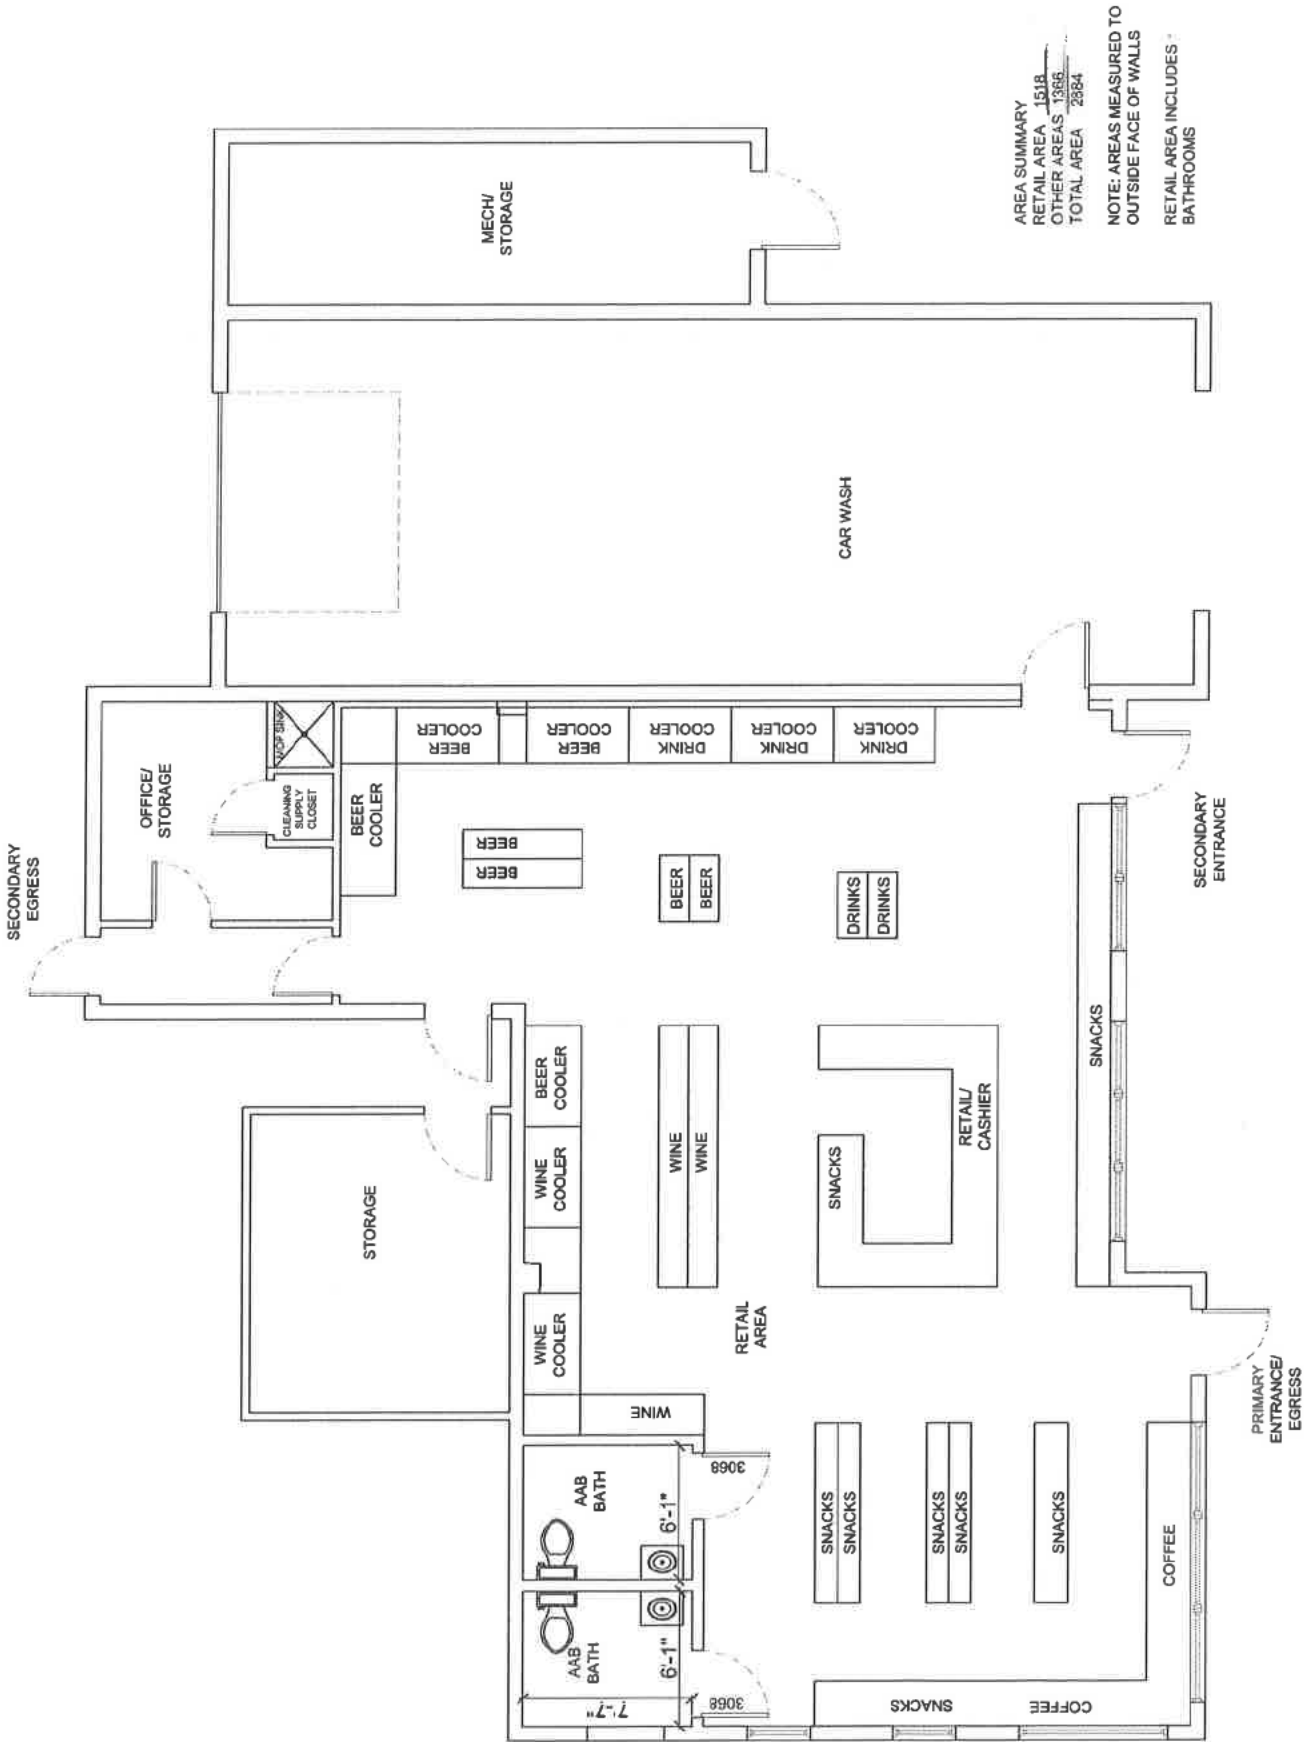 SECONDARY
EGRESS
OFFICE/
STORAGE
MOP SINK
CLEANING
SUPPLY
CLOSET
BEER
COOLER
BEER
COOLER
BEER
COOLER
DRINK
COOLER
DRINK
COOLER
DRINK
COOLER
BEER
BEER
BEER
BEER
DRINKS
DRINKS
SECONDARY
ENTRANCE
MECH/
STORAGE
CAR WASH
STORAGE
BEER
COOLER
WINE
COOLER
WINE
COOLER
WINE
WINE
WINE
SNACKS
RETAIL/
CASHIER
SNACKS
RETAIL
AREA
PRIMARY
ENTRANCE/
EGRESS
AAB
BATH
6'-1"
3068
AAB
BATH
6'-1"
7'-7"
3068
SNACKS
SNACKS
SNACKS
SNACKS
SNACKS
COFFEE
SNACKS
COFFEE
AREA SUMMARY
RETAIL AREA 1518
OTHER AREAS 1366
TOTAL AREA 2884
NOTE: AREAS MEASURED TO
OUTSIDE FACE OF WALLS
RETAIL AREA INCLUDES
BATHROOMS